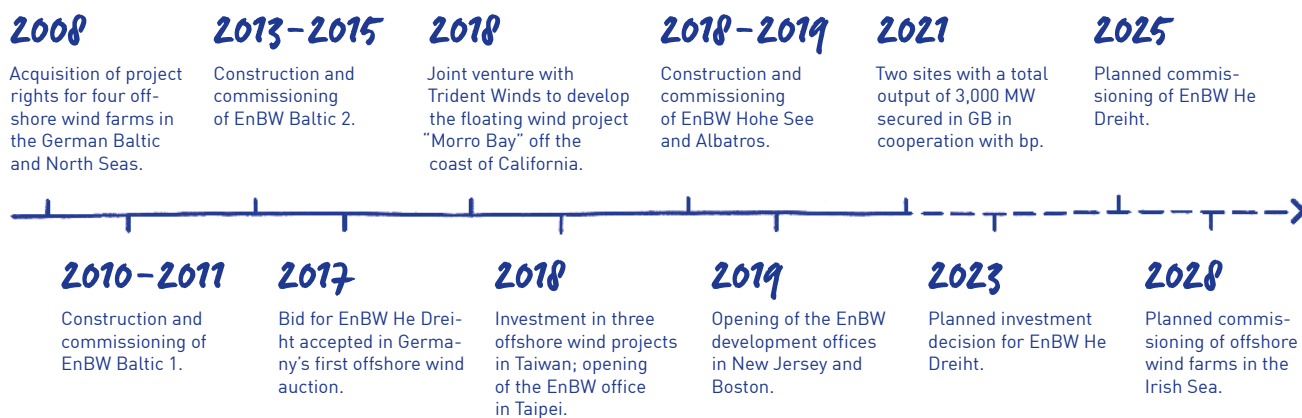 2008
Acquisition of project
rights for four off-
shore wind farms in
the German Baltic
and North Seas.
2010–2011
Construction and
commissioning of
EnBW Baltic 1.
2013–2015
Construction and
commissioning
of EnBW Baltic 2.
2017
Bid for EnBW He Drei-
ht accepted in Germa-
ny's first offshore wind
auction.
2018
Joint venture with
Trident Winds to develop
the floating wind project
“Morro Bay” off the
coast of California.
2018
Investment in three
offshore wind projects
in Taiwan; opening
of the EnBW office
in Taipei.
2018–2019
Construction and
commissioning
of EnBW Hohe See
and Albatros.
2019
Opening of the EnBW
development offices
in New Jersey and
Boston.
2021
Two sites with a total
output of 3,000 MW
secured in GB in
cooperation with bp.
2023
Planned investment
decision for EnBW He
Dreiht.
2025
Planned commis-
sioning of EnBW He
Dreiht.
2028
Planned commis-
sioning of offshore
wind farms in the
Irish Sea.